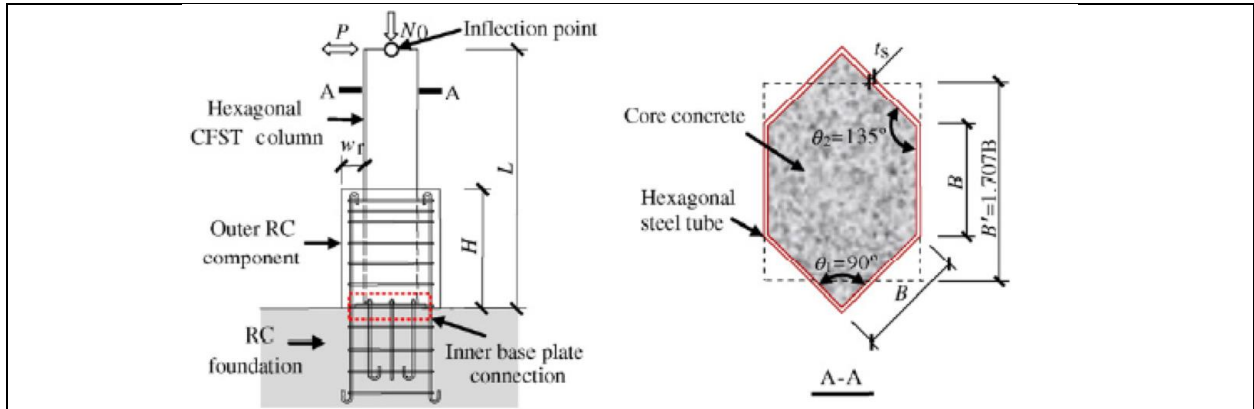 P
N0
Inflection point
A
A
Hexagonal
CFST column
wr
L
Outer RC
component
H
RC
foundation
Inner base plate
connection
ts
Core concrete
θ2=135°
B
B′=1.707B
Hexagonal
steel tube
θ1=90°
B
A-A